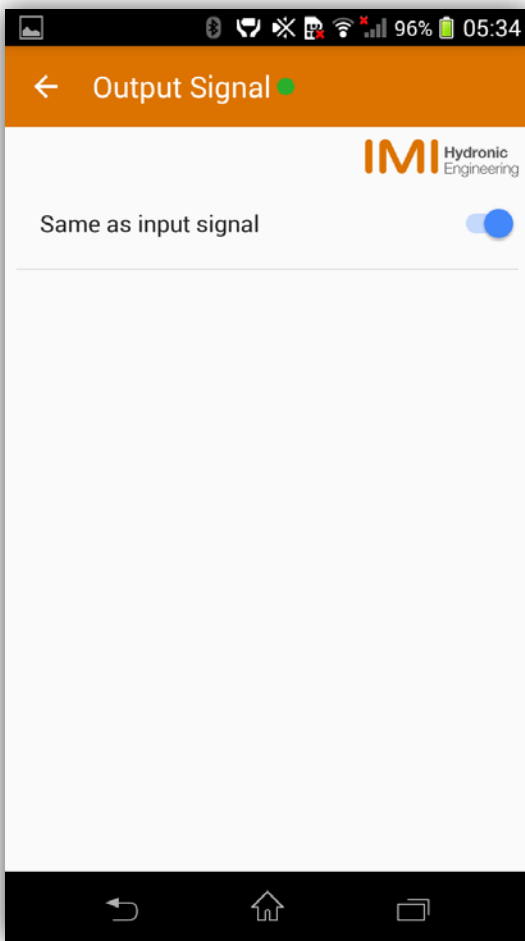 96% 05:34
Output Signal
IMI Hydronic
Engineering
Same as input signal